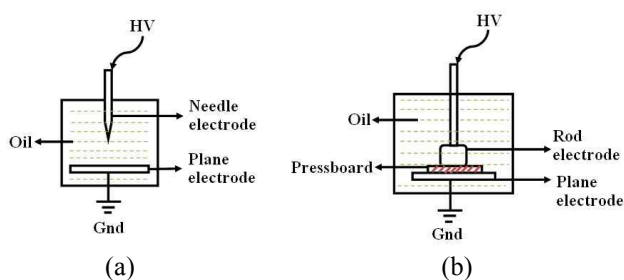 HV
Needle
electrode
Oil
Plane
electrode
Gnd
(a)
HV
Oil
Rod
electrode
Pressboard
Plane
electrode
Gnd
(b)